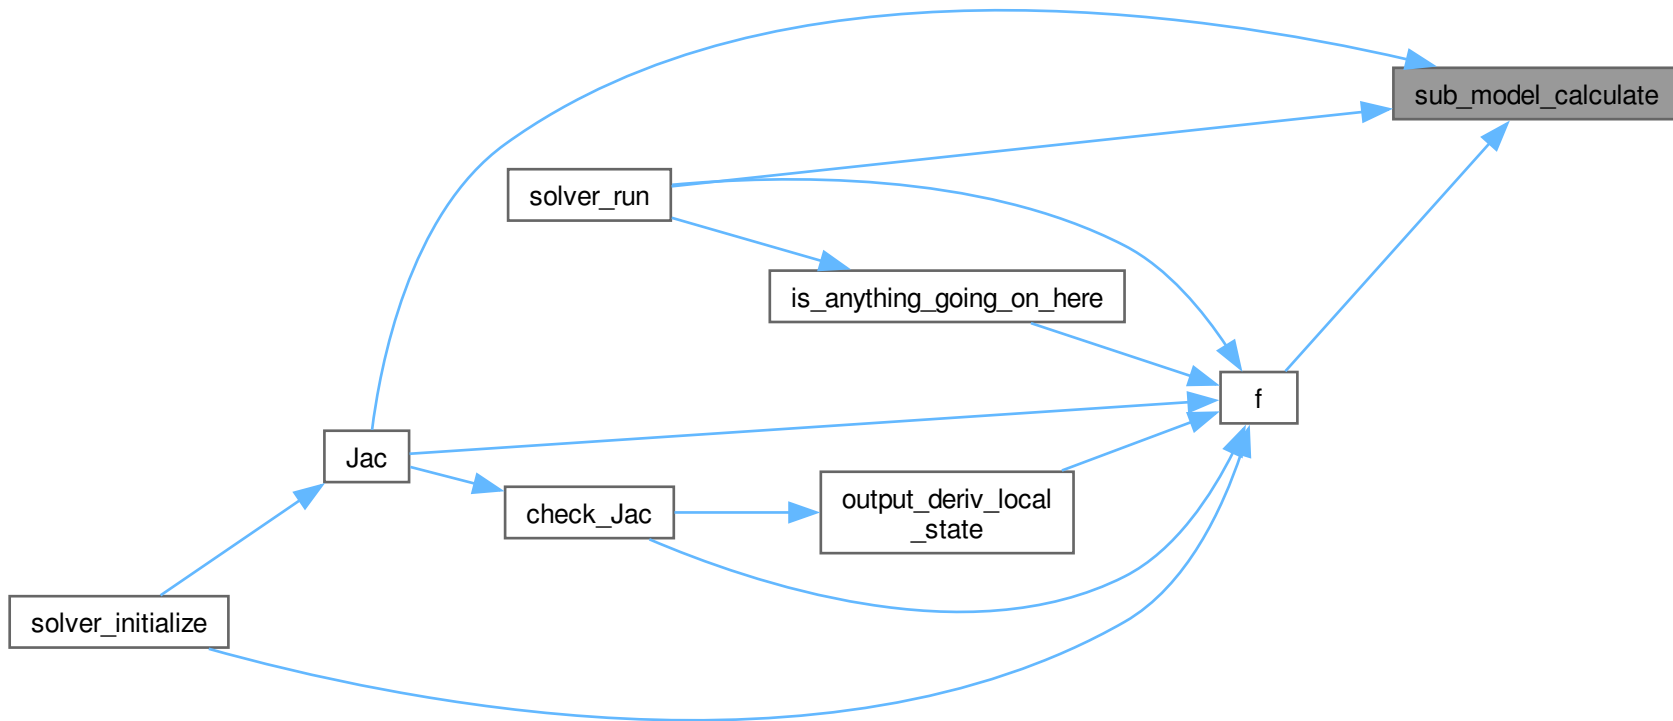 sub_model_calculate
solver_run
is_anything_going_on_here
f
Jac
output_deriv_local
_state
check_Jac
solver_initialize